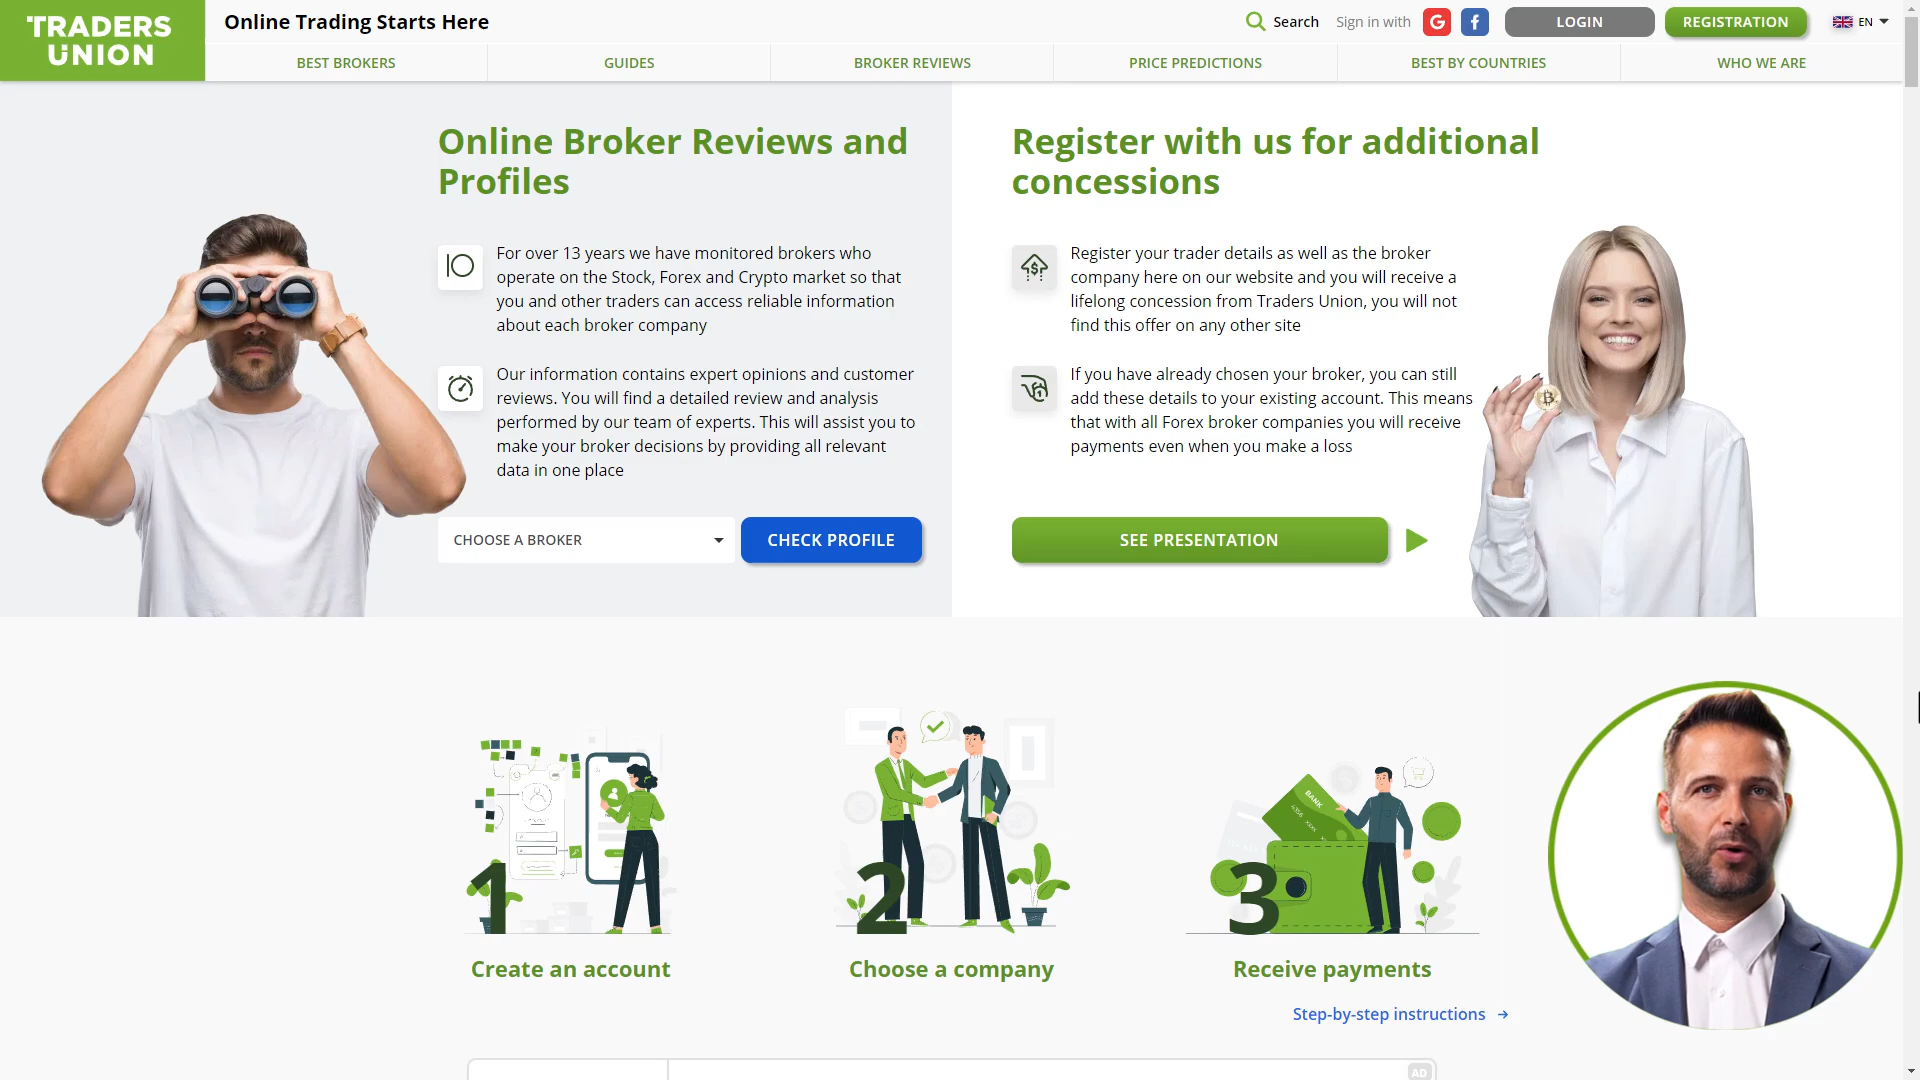 TRADERS
UNION
Online Trading Starts Here
Search
Sign in with
LOGIN
REGISTRATION
EN
BEST BROKERS
GUIDES
BROKER REVIEWS
PRICE PREDICTIONS
BEST BY COUNTRIES
WHO WE ARE
Online Broker Reviews and
Profiles
For over 13 years we have monitored brokers who
operate on the Stock, Forex and Crypto market so that
you and other traders can access reliable information
about each broker company
Our information contains expert opinions and customer
reviews. You will find a detailed review and analysis
performed by our team of experts. This will assist you to
make your broker decisions by providing all relevant
data in one place
CHOOSE A BROKER
CHECK PROFILE
Register with us for additional
concessions
Register your trader details as well as the broker
company here on our website and you will receive a
lifelong concession from Traders Union, you will not
find this offer on any other site
If you have already chosen your broker, you can still
add these details to your existing account. This means
that with all Forex broker companies you will receive
payments even when you make a loss
SEE PRESENTATION
1
Create an account
2
Choose a company
BANK
3
Receive payments
Step-by-step instructions
AD